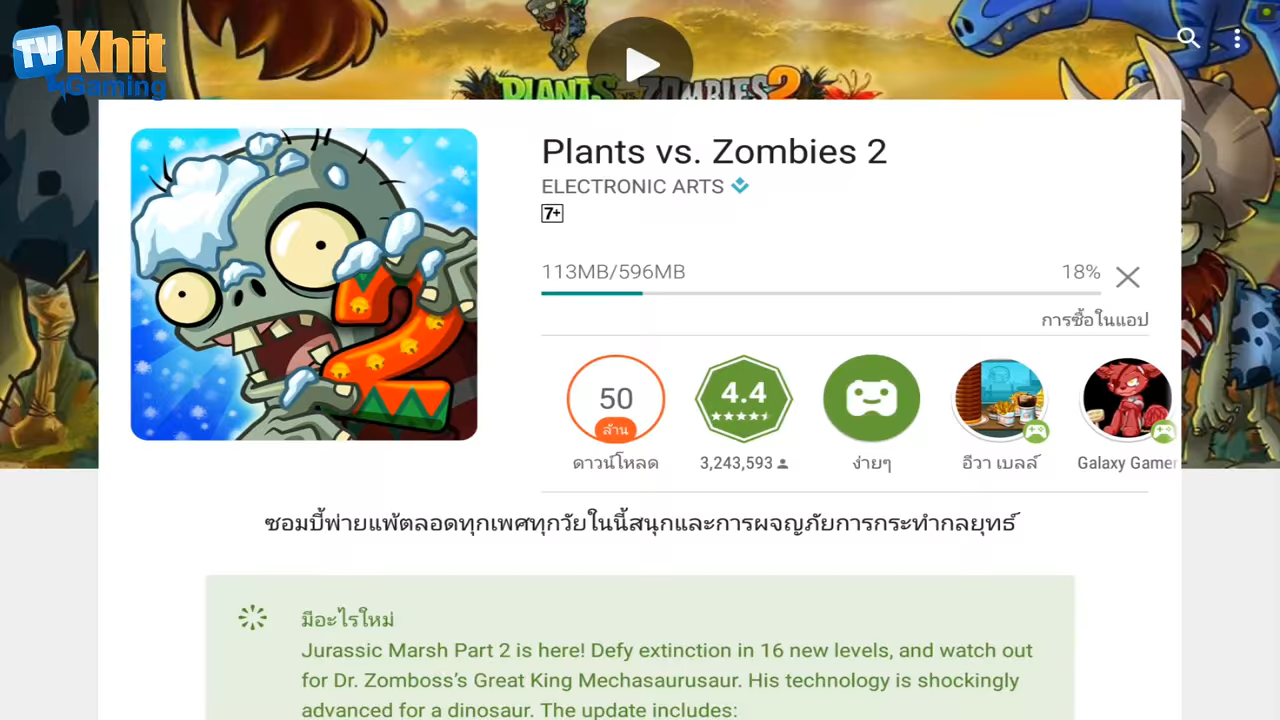 TV Khit
Gaming
PLANTS VS. ZOMBIES 2
Plants vs. Zombies 2
ELECTRONIC ARTS
7+
113MB/596MB
18%
การซื้อในแอป
50
ล้าน
4.4
ดาวน์โหลด
3,243,593
ง่ายๆ
อีวา เบลล์
Galaxy Gamer
ซอมบี้พ่ายแพ้ตลอดทุกเพศทุกวัยในนี้สนุกและการผจญภัยการกระทำกลยุทธ์
มีอะไรใหม่
Jurassic Marsh Part 2 is here! Defy extinction in 16 new levels, and watch out
for Dr. Zomboss’s Great King Mechasaurusaur. His technology is shockingly
advanced for a dinosaur. The update includes: